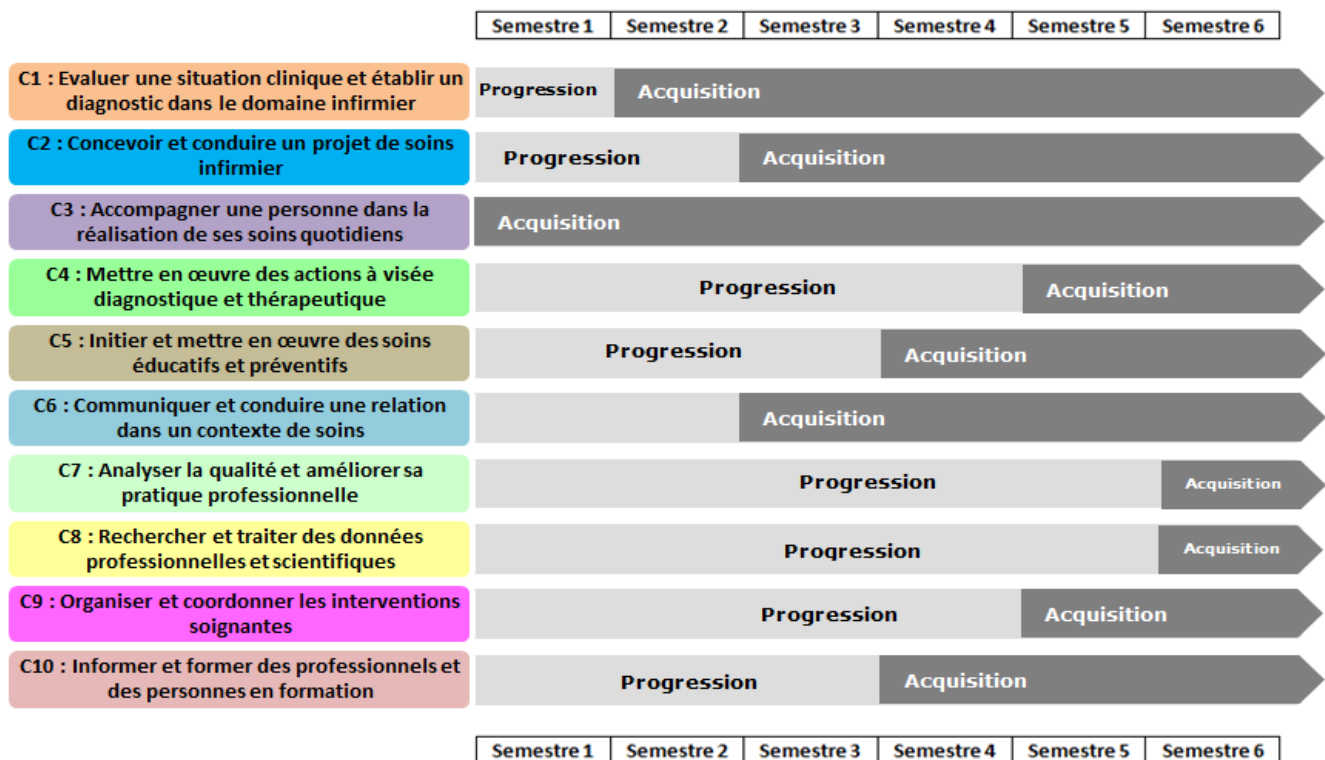 Semestre 1 Semestre 2 Semestre 3 Semestre 4 Semestre 5 Semestre 6
C1 : Evaluer une situation clinique et établir un
diagnostic dans le domaine infirmier
Progression Acquisition
C2 : Concevoir et conduire un projet de soins
infirmier
Progression Acquisition
C3 : Accompagner une personne dans la
réalisation de ses soins quotidiens
Acquisition
C4 : Mettre en œuvre des actions à visée
diagnostique et thérapeutique
Progression Acquisition
C5 : Initier et mettre en œuvre des soins
éducatifs et préventifs
Progression Acquisition
C6 : Communiquer et conduire une relation
dans un contexte de soins
Acquisition
C7 : Analyser la qualité et améliorer sa
pratique professionnelle
Progression Acquisition
C8 : Rechercher et traiter des données
professionnelles et scientifiques
Progression Acquisition
C9 : Organiser et coordonner les interventions
soignantes
Progression Acquisition
C10 : Informer et former des professionnels et
des personnes en formation
Progression Acquisition
Semestre 1 Semestre 2 Semestre 3 Semestre 4 Semestre 5 Semestre 6